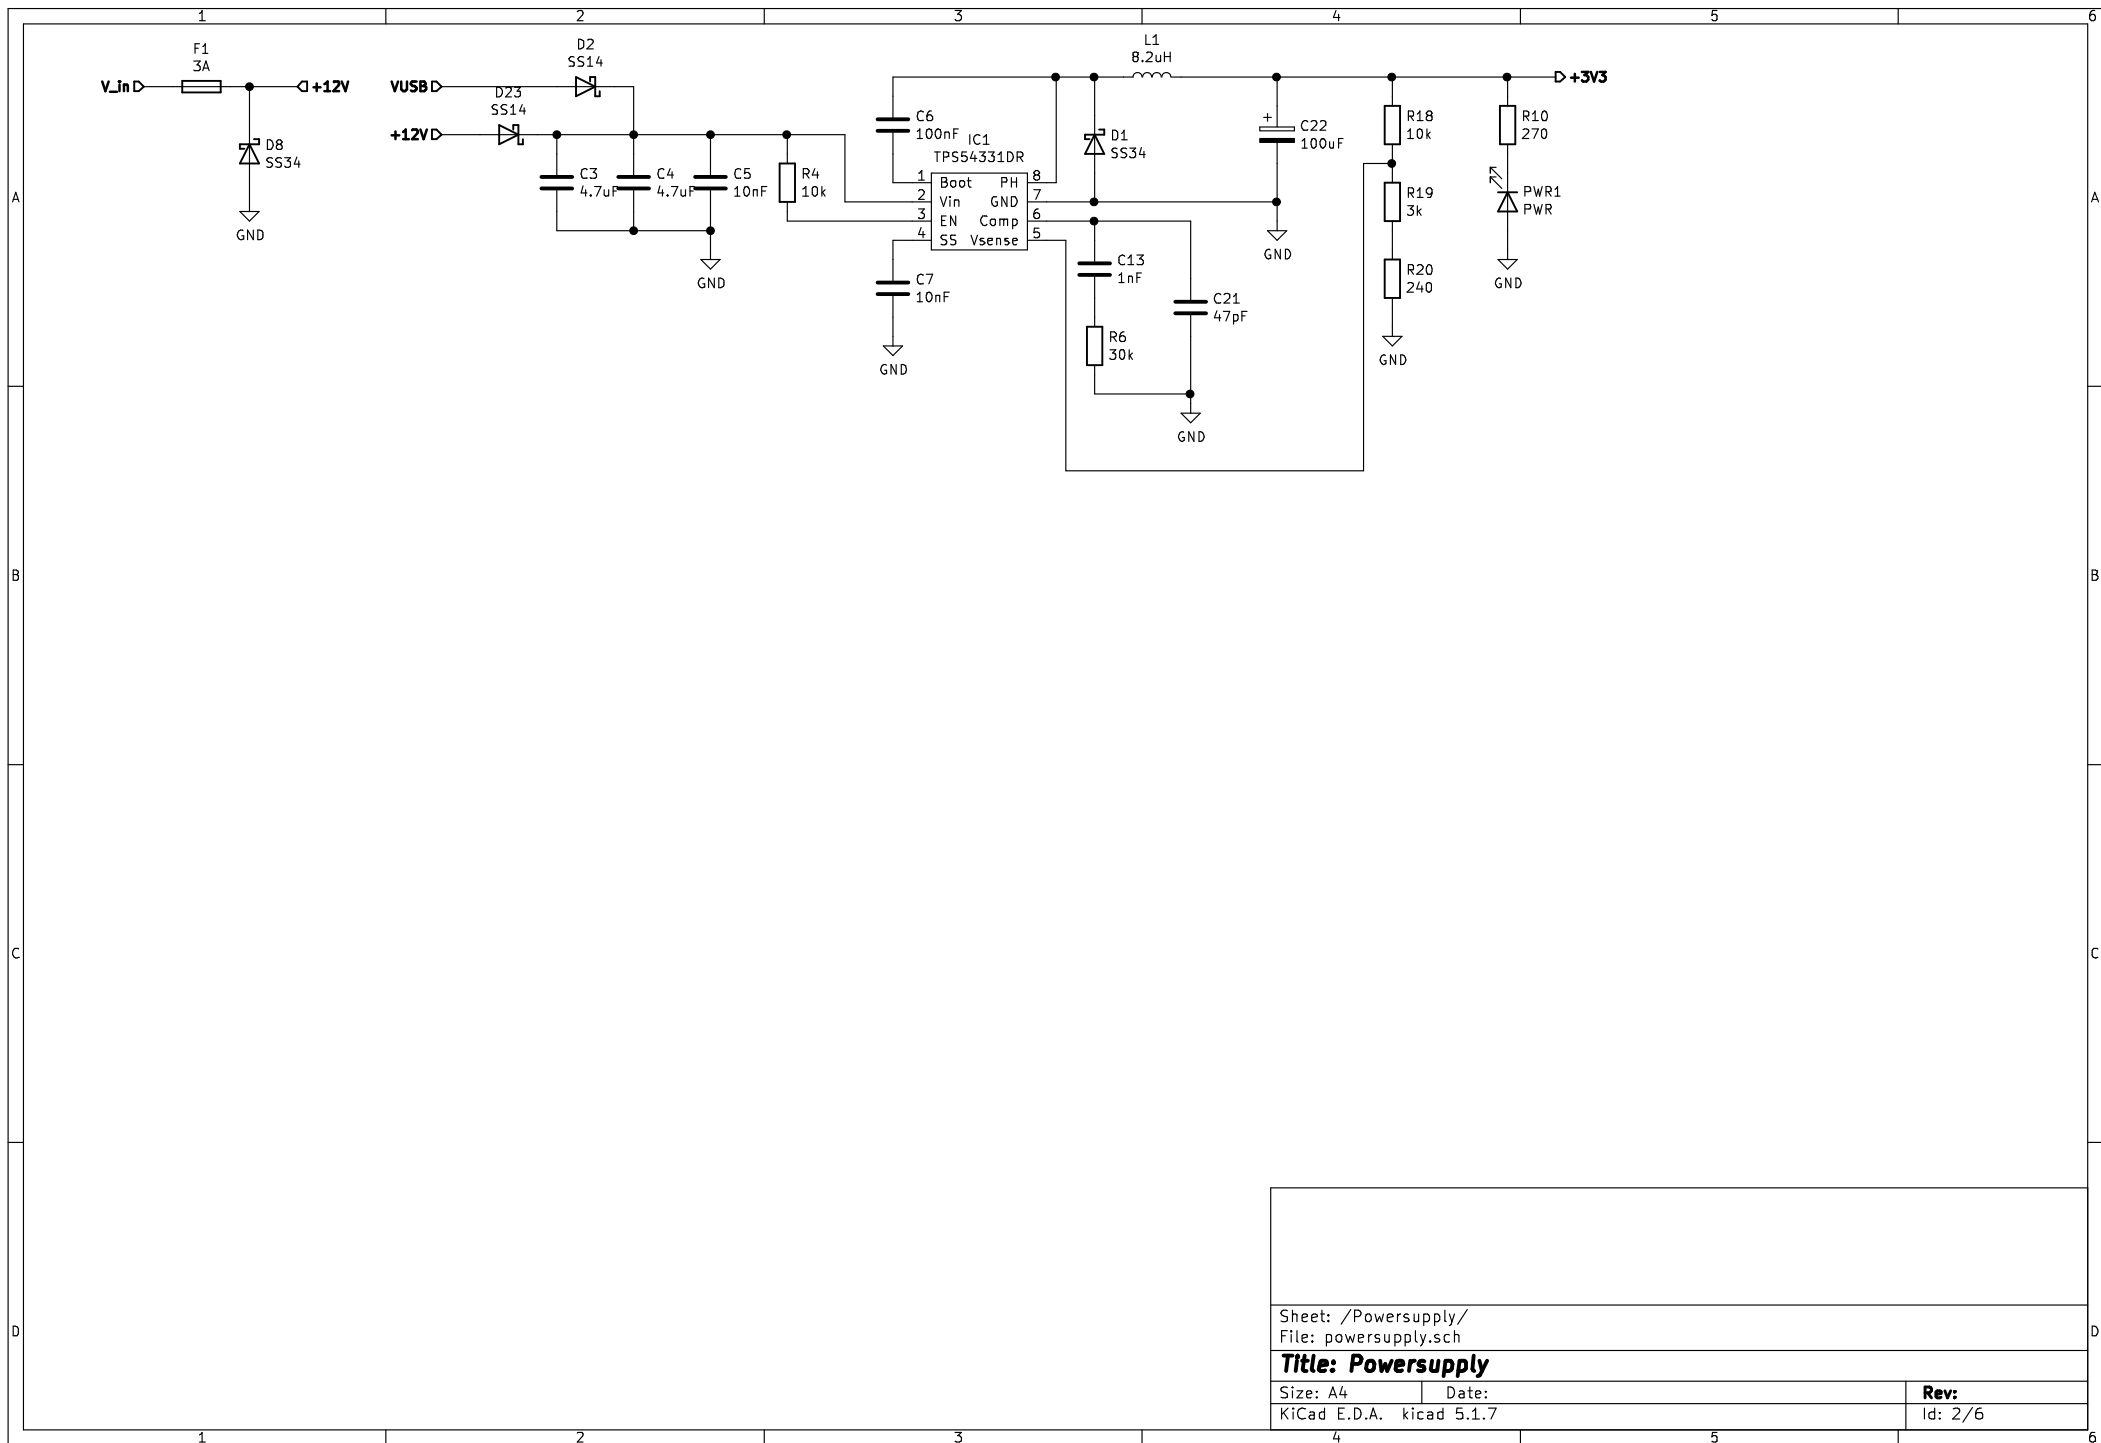 1 2 3 4 5 6
F1
3A
V_in
+12V
D8
SS34
GND
D2
SS14
VUSB
D23
SS14
+12V
C3
4.7uF
C4
4.7uF
C5
10nF
R4
10k
GND
C6
100nF
IC1
TPS54331DR
1 Boot PH 8
2 Vin GND 7
3 EN Comp 6
4 SS Vsense 5
C7
10nF
GND
L1
8.2uH
D1
SS34
C13
1nF
R6
30k
C21
47pF
GND
+
C22
100uF
GND
R18
10k
R19
3k
R20
240
GND
+3V3
R10
270
PWR1
PWR
GND
A A
B B
C C
D D
Sheet: /Powersupply/
File: powersupply.sch
Title: Powersupply
Size: A4 Date: Rev:
KiCad E.D.A. kicad 5.1.7 Id: 2/6
1 2 3 4 5 6